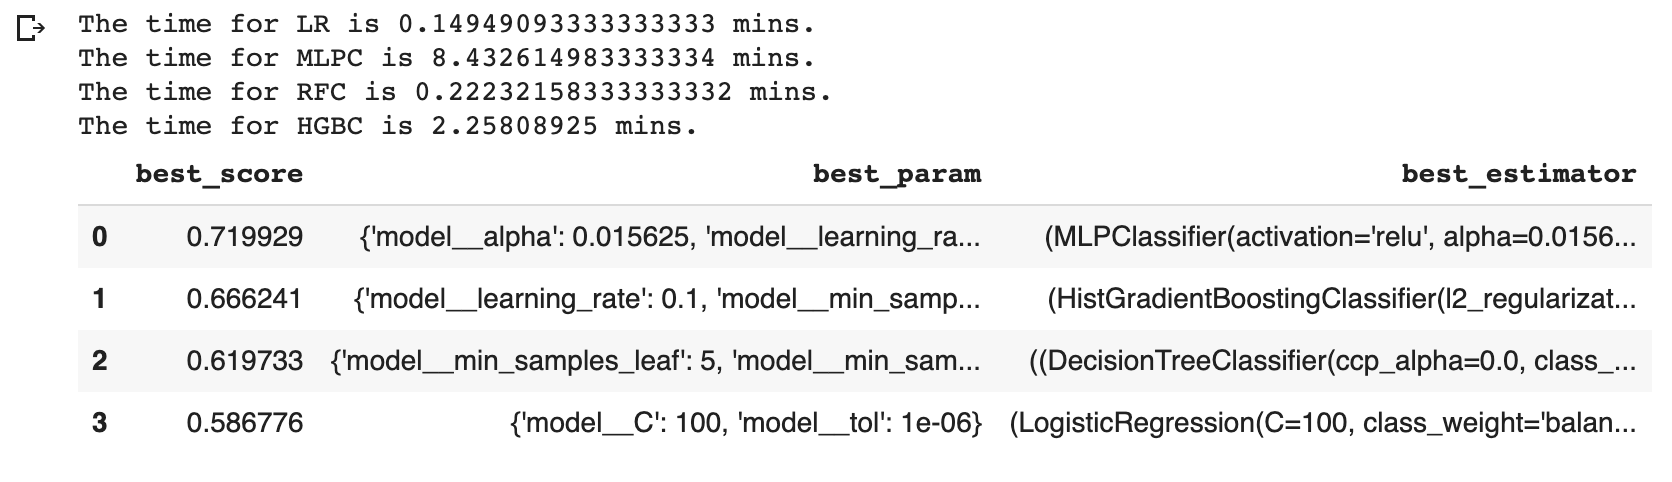 The time for LR is 0.14949093333333333 mins.
The time for MLPC is 8.432614983333334 mins.
The time for RFC is 0.22232158333333332 mins.
The time for HGBC is 2.25808925 mins.
best_score best_param best_estimator
0 0.719929 {'model__alpha': 0.015625, 'model__learning_ra... (MLPClassifier(activation='relu', alpha=0.0156...
1 0.666241 {'model__learning_rate': 0.1, 'model__min_samp... (HistGradientBoostingClassifier(l2_regularizat...
2 0.619733 {'model__min_samples_leaf': 5, 'model__min_sam... ((DecisionTreeClassifier(ccp_alpha=0.0, class_...
3 0.586776 {'model__C': 100, 'model__tol': 1e-06} (LogisticRegression(C=100, class_weight='balan...